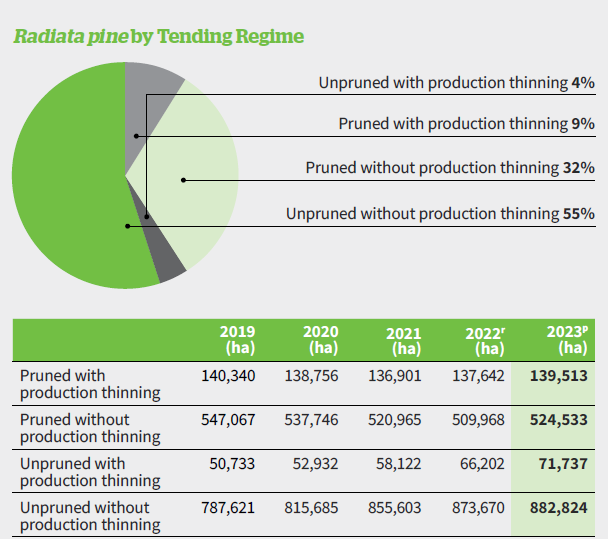 Radiata pine by Tending Regime
Unpruned with production thinning 4%
Pruned with production thinning 9%
Pruned without production thinning 32%
Unpruned without production thinning 55%
2019 2020 2021 2022r 2023p
(ha) (ha) (ha) (ha) (ha)
Pruned with 140,340 138,756 136,901 137,642 139,513
production thinning
Pruned without 547,067 537,746 520,965 509,968 524,533
production thinning
Unpruned with 50,733 52,932 58,122 66,202 71,737
production thinning
Unpruned without 787,621 815,685 855,603 873,670 882,824
production thinning